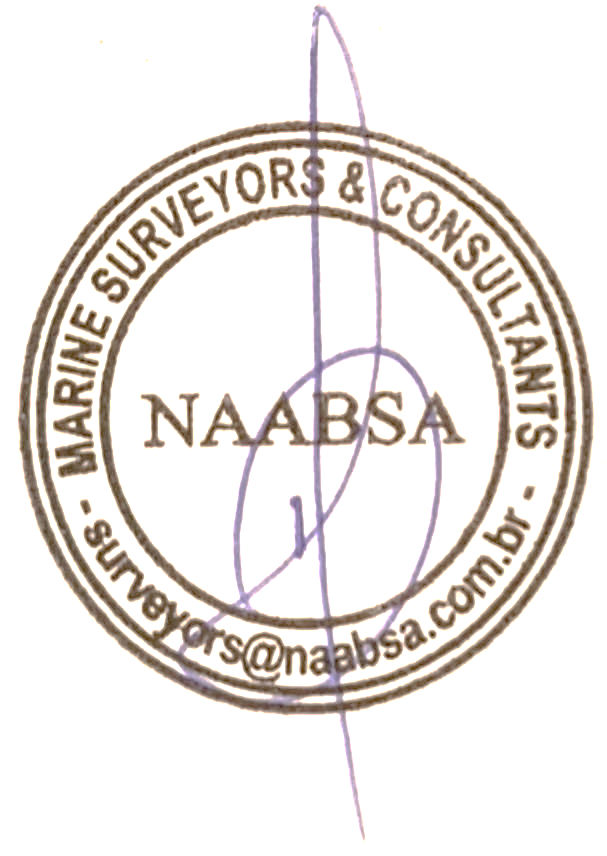 MARINE SURVEYORS & CONSULTANTS
NAABSA
- surveyors@naabsa.com.br -